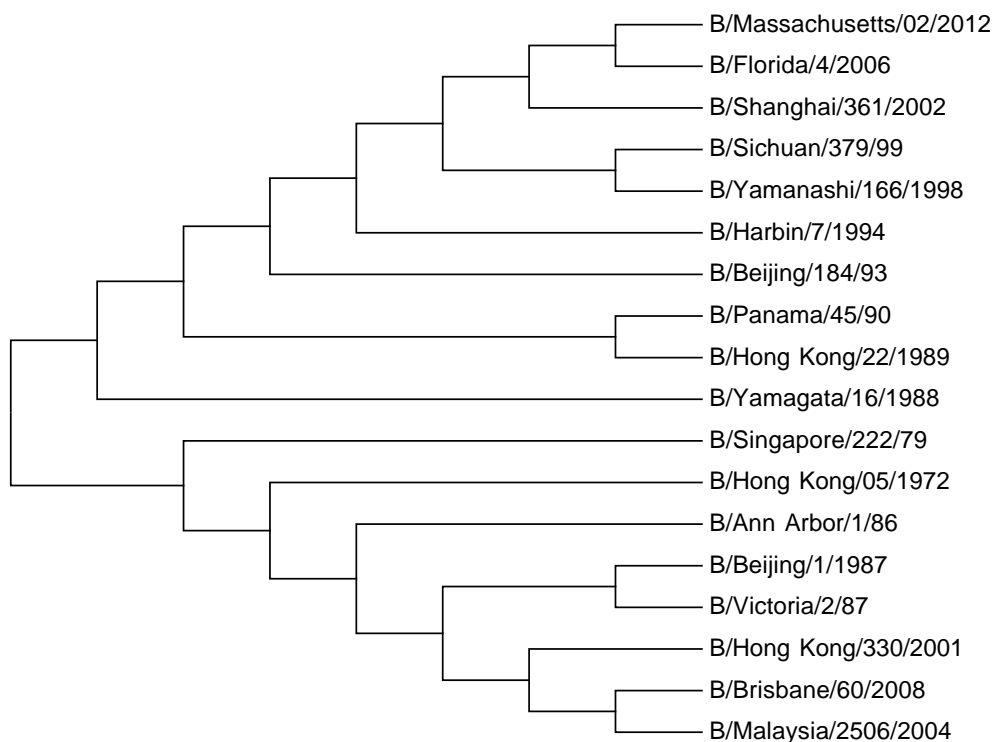 B/Massachusetts/02/2012
B/Florida/4/2006
B/Shanghai/361/2002
B/Sichuan/379/99
B/Yamanashi/166/1998
B/Harbin/7/1994
B/Beijing/184/93
B/Panama/45/90
B/Hong Kong/22/1989
B/Yamagata/16/1988
B/Singapore/222/79
B/Hong Kong/05/1972
B/Ann Arbor/1/86
B/Beijing/1/1987
B/Victoria/2/87
B/Hong Kong/330/2001
B/Brisbane/60/2008
B/Malaysia/2506/2004